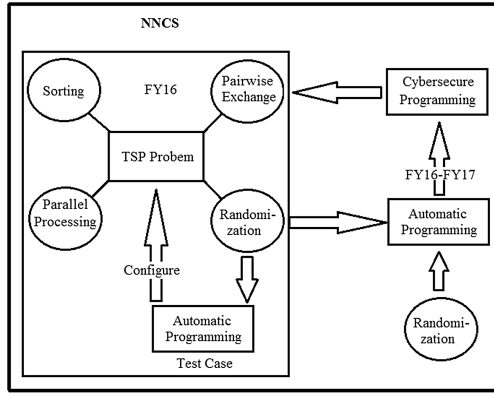 NNCS
Sorting
FY16
Pairwise
Exchange
TSP Probem
Parallel
Processing
Randomi-
zation
Configure
Automatic
Programming
Test Case
Cybersecure
Programming
FY16-FY17
Automatic
Programming
Randomi-
zation